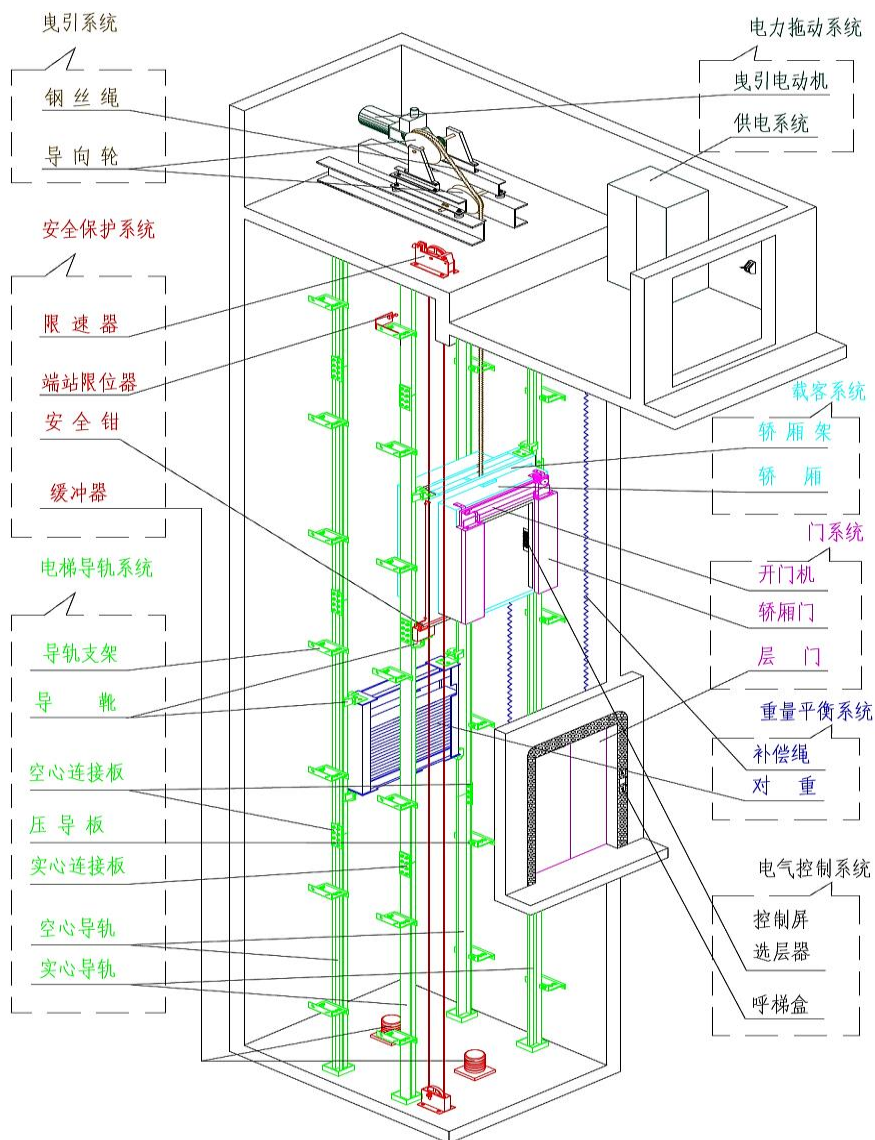 曳引系统
钢丝绳
导向轮
安全保护系统
限速器
端站限位器
安全钳
缓冲器
电梯导轨系统
导轨支架
导靴
空心连接板
压导板
实心连接板
空心导轨
实心导轨
电力拖动系统
曳引电动机
供电系统
载客系统
轿厢架
轿厢
门系统
开门机
轿厢门
层门
重量平衡系统
补偿绳
对重
电气控制系统
控制屏
选层器
呼梯盒